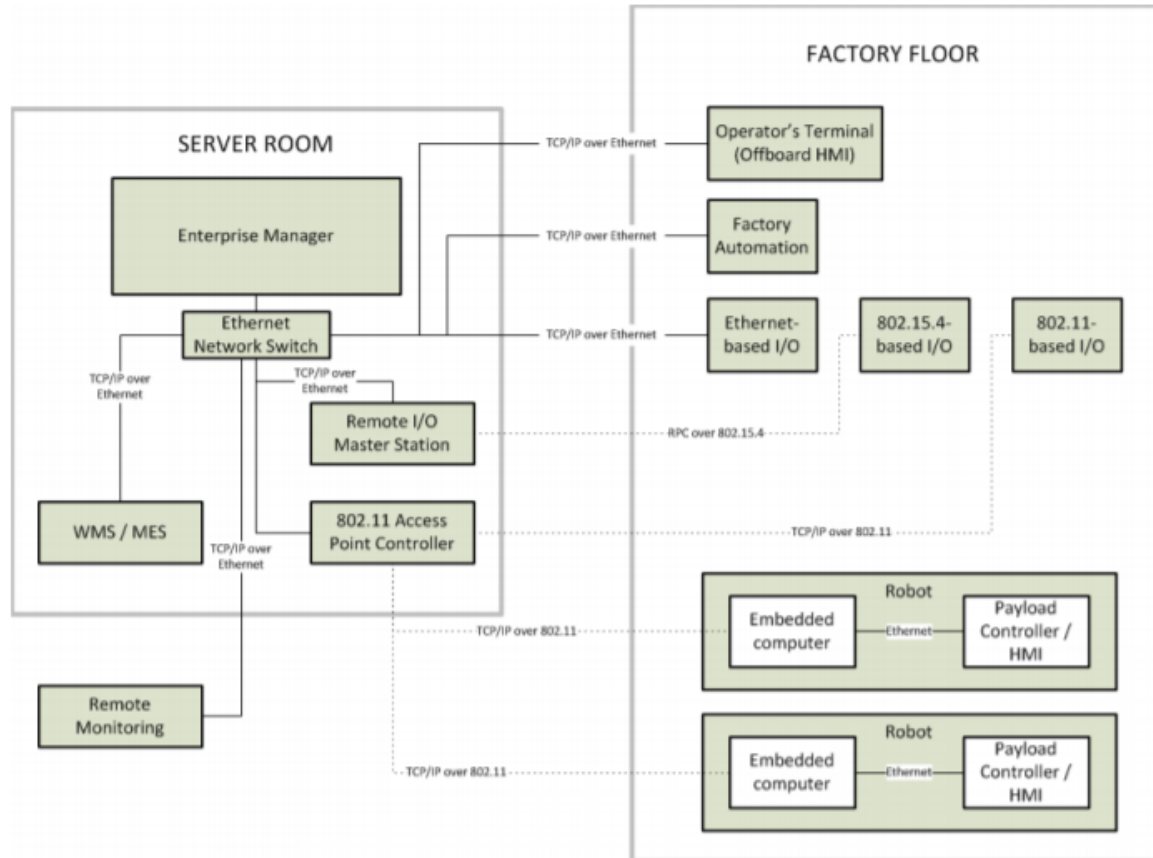 FACTORY FLOOR
SERVER ROOM
TCP/IP over Ethernet
Operator's Terminal
(Offboard HMI)
Enterprise Manager
TCP/IP over Ethernet
Factory
Automation
Ethernet
Network Switch
TCP/IP over Ethernet
Ethernet-
based I/O
802.15.4-
based I/O
802.11-
based I/O
TCP/IP over
Ethernet
TCP/IP over
Ethernet
Remote I/O
Master Station
RPC over 802.15.4
WMS / MES
802.11 Access
Point Controller
TCP/IP over 802.11
TCP/IP over
Ethernet
Robot
TCP/IP over 802.11
Embedded
computer
Ethernet
Payload
Controller /
HMI
Remote
Monitoring
Robot
TCP/IP over 802.11
Embedded
computer
Ethernet
Payload
Controller /
HMI